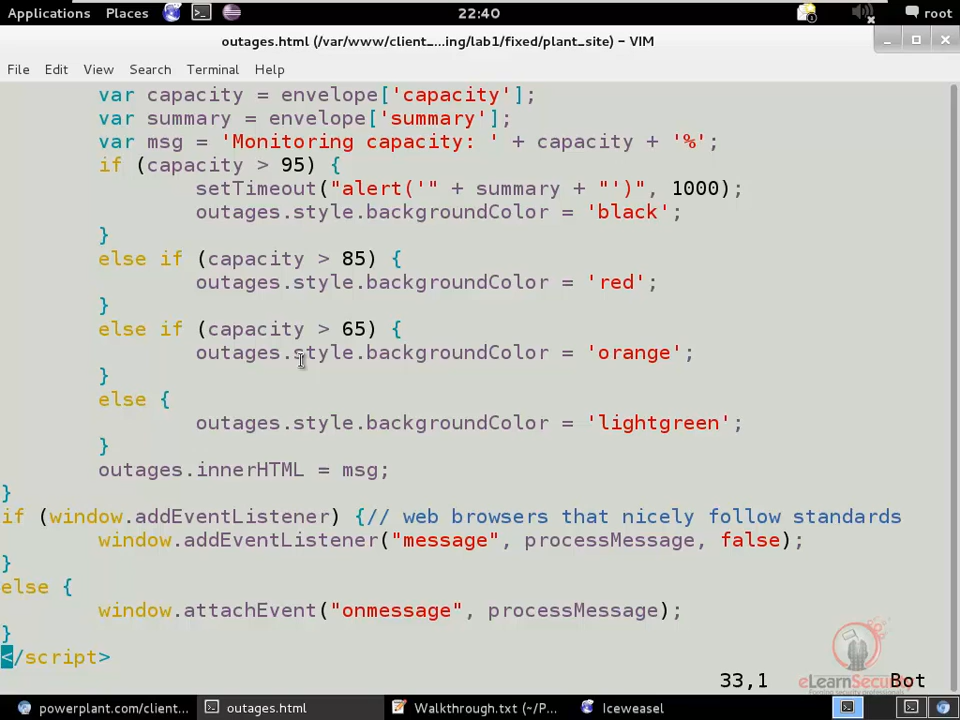 Applications Places 22:40 root
outages.html (/var/www/client_...ing/lab1/fixed/plant_site) - VIM
File Edit View Search Terminal Help
var capacity = envelope['capacity'];
var summary = envelope['summary'];
var msg = 'Monitoring capacity: ' + capacity + '%';
if (capacity > 95) {
setTimeout("alert('" + summary + "')", 1000);
outages.style.backgroundColor = 'black';
}
else if (capacity > 85) {
outages.style.backgroundColor = 'red';
}
else if (capacity > 65) {
outages.style.backgroundColor = 'orange';
}
else {
outages.style.backgroundColor = 'lightgreen';
}
outages.innerHTML = msg;
}
if (window.addEventListener) {// web browsers that nicely follow standards
window.addEventListener("message", processMessage, false);
}
else {
window.attachEvent("onmessage", processMessage);
}
</script>
33,1 Bot
eLearnSecurity
powerplant.com/client... outages.html Walkthrough.txt (~/P... Iceweasel